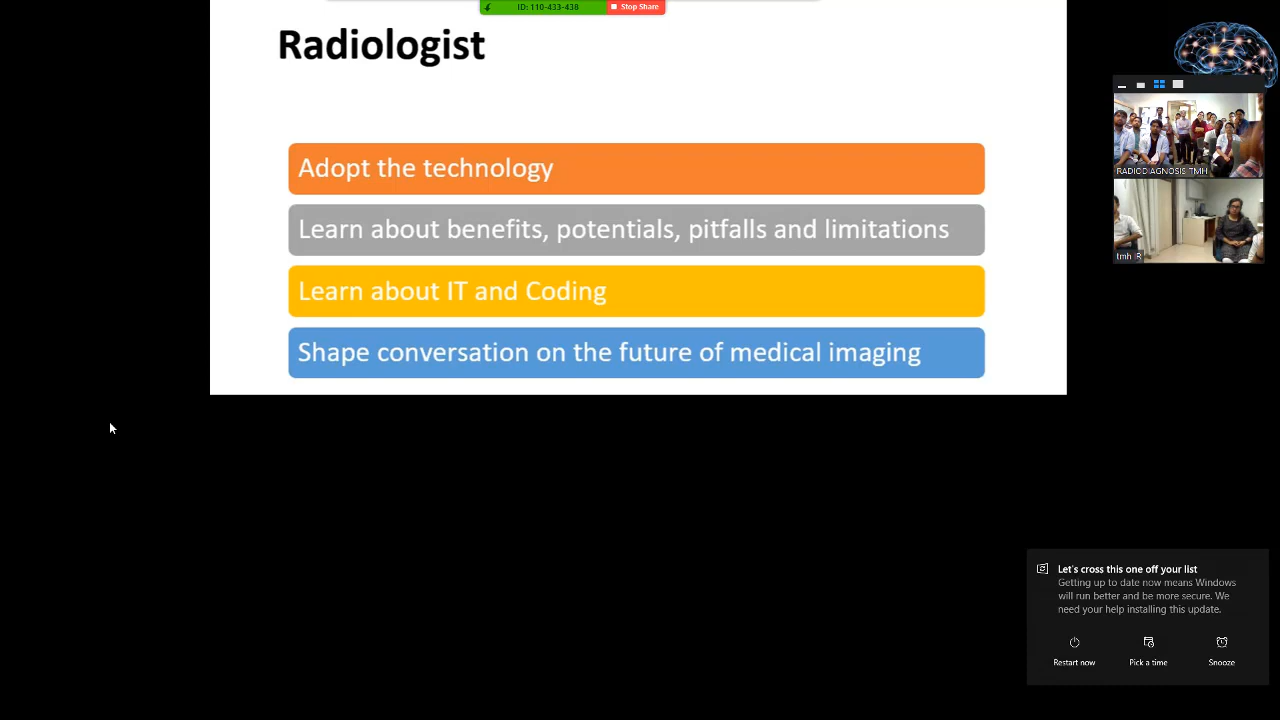 ID: 110-433-438
Stop Share
Radiologist
Adopt the technology
Learn about benefits, potentials, pitfalls and limitations
Learn about IT and Coding
Shape conversation on the future of medical imaging
RADIODIAGNOSIS TMH
tmh IR
Let's cross this one off your list
Getting up to date now means Windows
will run better and be more secure. We
need your help installing this update.
Restart now
Pick a time
Snooze